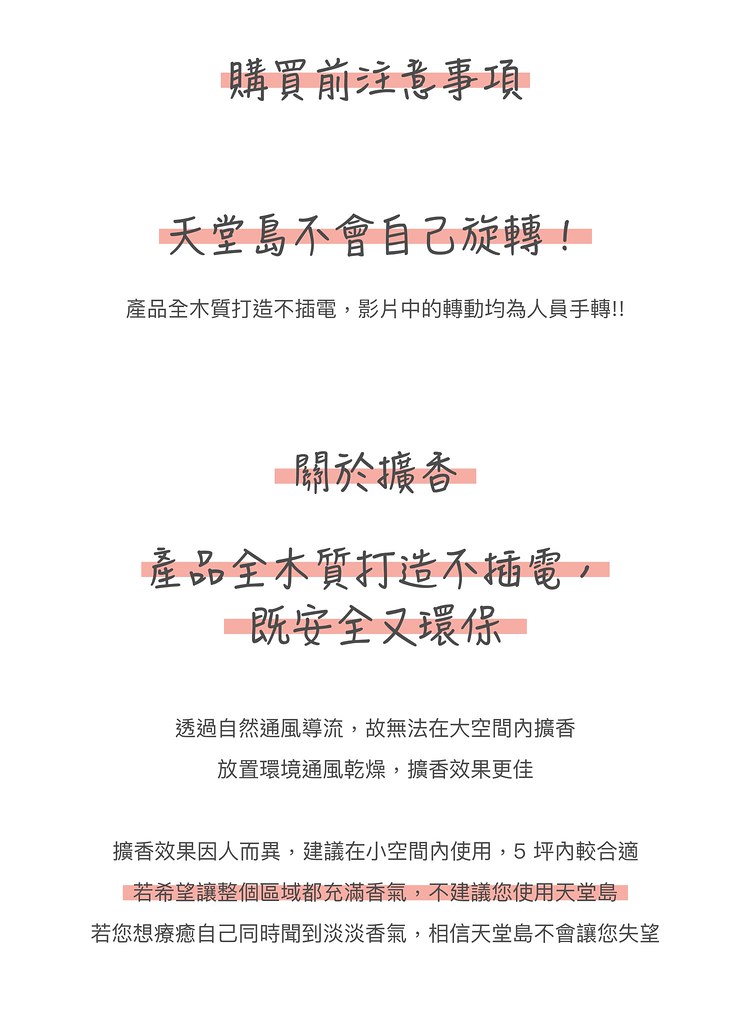 購買前注意事項
天堂島不會自己旋轉！
產品全木質打造不插電，影片中的轉動均為人員手轉!!
關於擴香
產品全木質打造不插電，
既安全又環保
透過自然通風導流，故無法在大空間內擴香
放置環境通風乾燥，擴香效果更佳
擴香效果因人而異，建議在小空間內使用，5 坪內較合適
若希望讓整個區域都充滿香氣，不建議您使用天堂島
若您想療癒自己同時聞到淡淡香氣，相信天堂島不會讓您失望